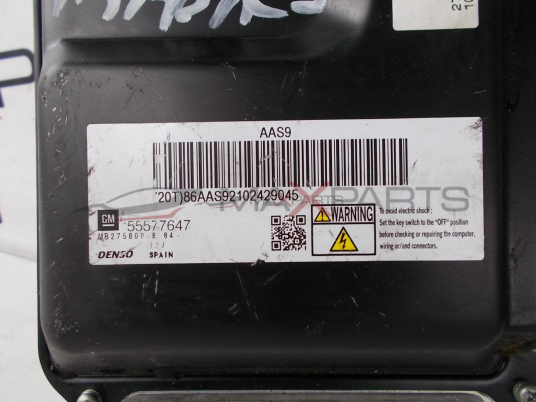 AAS9
(20T)86AAS92102429045
MAXPARTS
GM
55577647
MB275800 8 84
12V
DENSO SPAIN
WARNING
To avoid electric shock ;
Set the key switch to the "OFF" position
before checking or repairing the computer,
wiring or/and connectors.